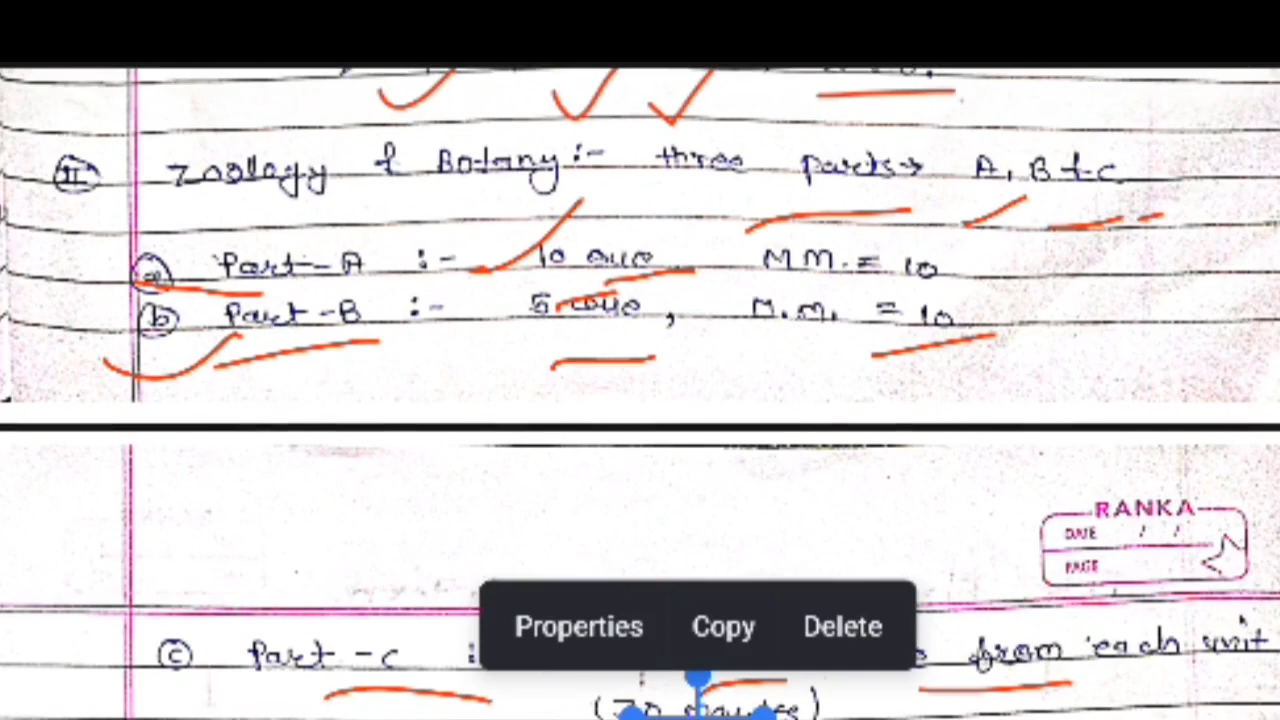 (II) Zoology & Botany :- three parts → A, B & C
(a) Part-A :- 10 que M.M. = 10
(b) Part-B :- 5 que, M.M. = 10
RANKA
DATE / /
PAGE
Properties Copy Delete
(c) Part-C : from each unit